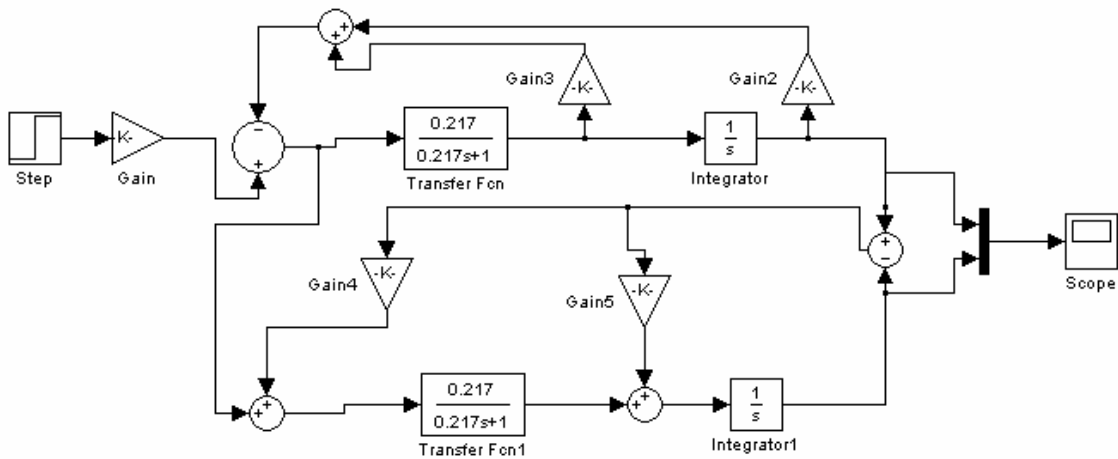 +
+
Gain3
-K-
Gain2
-K-
Step
K-
Gain
−
+
0.217
0.217s+1
Transfer Fcn
1
s
Integrator
Gain4
-K-
Gain5
-K-
+
−
Scope
+
+
0.217
0.217s+1
Transfer Fcn1
+
+
1
s
Integrator1